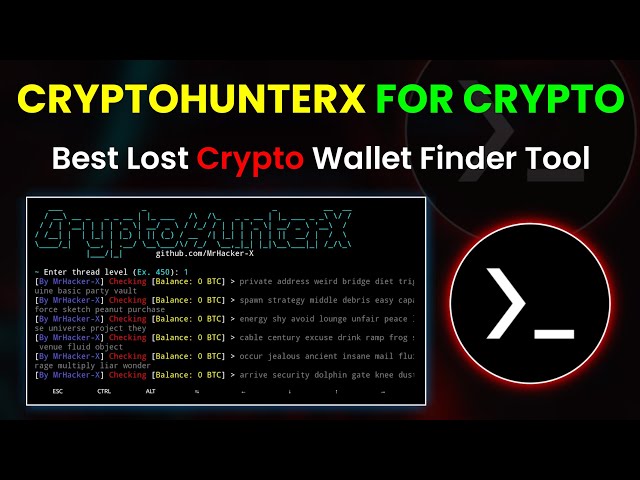 CRYPTOHUNTERX FOR CRYPTO
Best Lost Crypto Wallet Finder Tool
CryptoHunterX
github.com/MrHacker-X
~ Enter thread level (Ex. 450): 1
[By MrHacker-X] Checking [Balance: 0 BTC] > private address weird bridge diet trig
uine basic party vault
[By MrHacker-X] Checking [Balance: 0 BTC] > spawn strategy middle debris easy capa
force sketch peanut purchase
[By MrHacker-X] Checking [Balance: 0 BTC] > energy shy avoid lounge unfair peace l
se universe project they
[By MrHacker-X] Checking [Balance: 0 BTC] > cable century excuse drink ramp frog s
venue fluid object
[By MrHacker-X] Checking [Balance: 0 BTC] > occur jealous ancient insane mail flui
rage multiply liar wonder
[By MrHacker-X] Checking [Balance: 0 BTC] > arrive security dolphin gate knee dust
ESC CTRL ALT